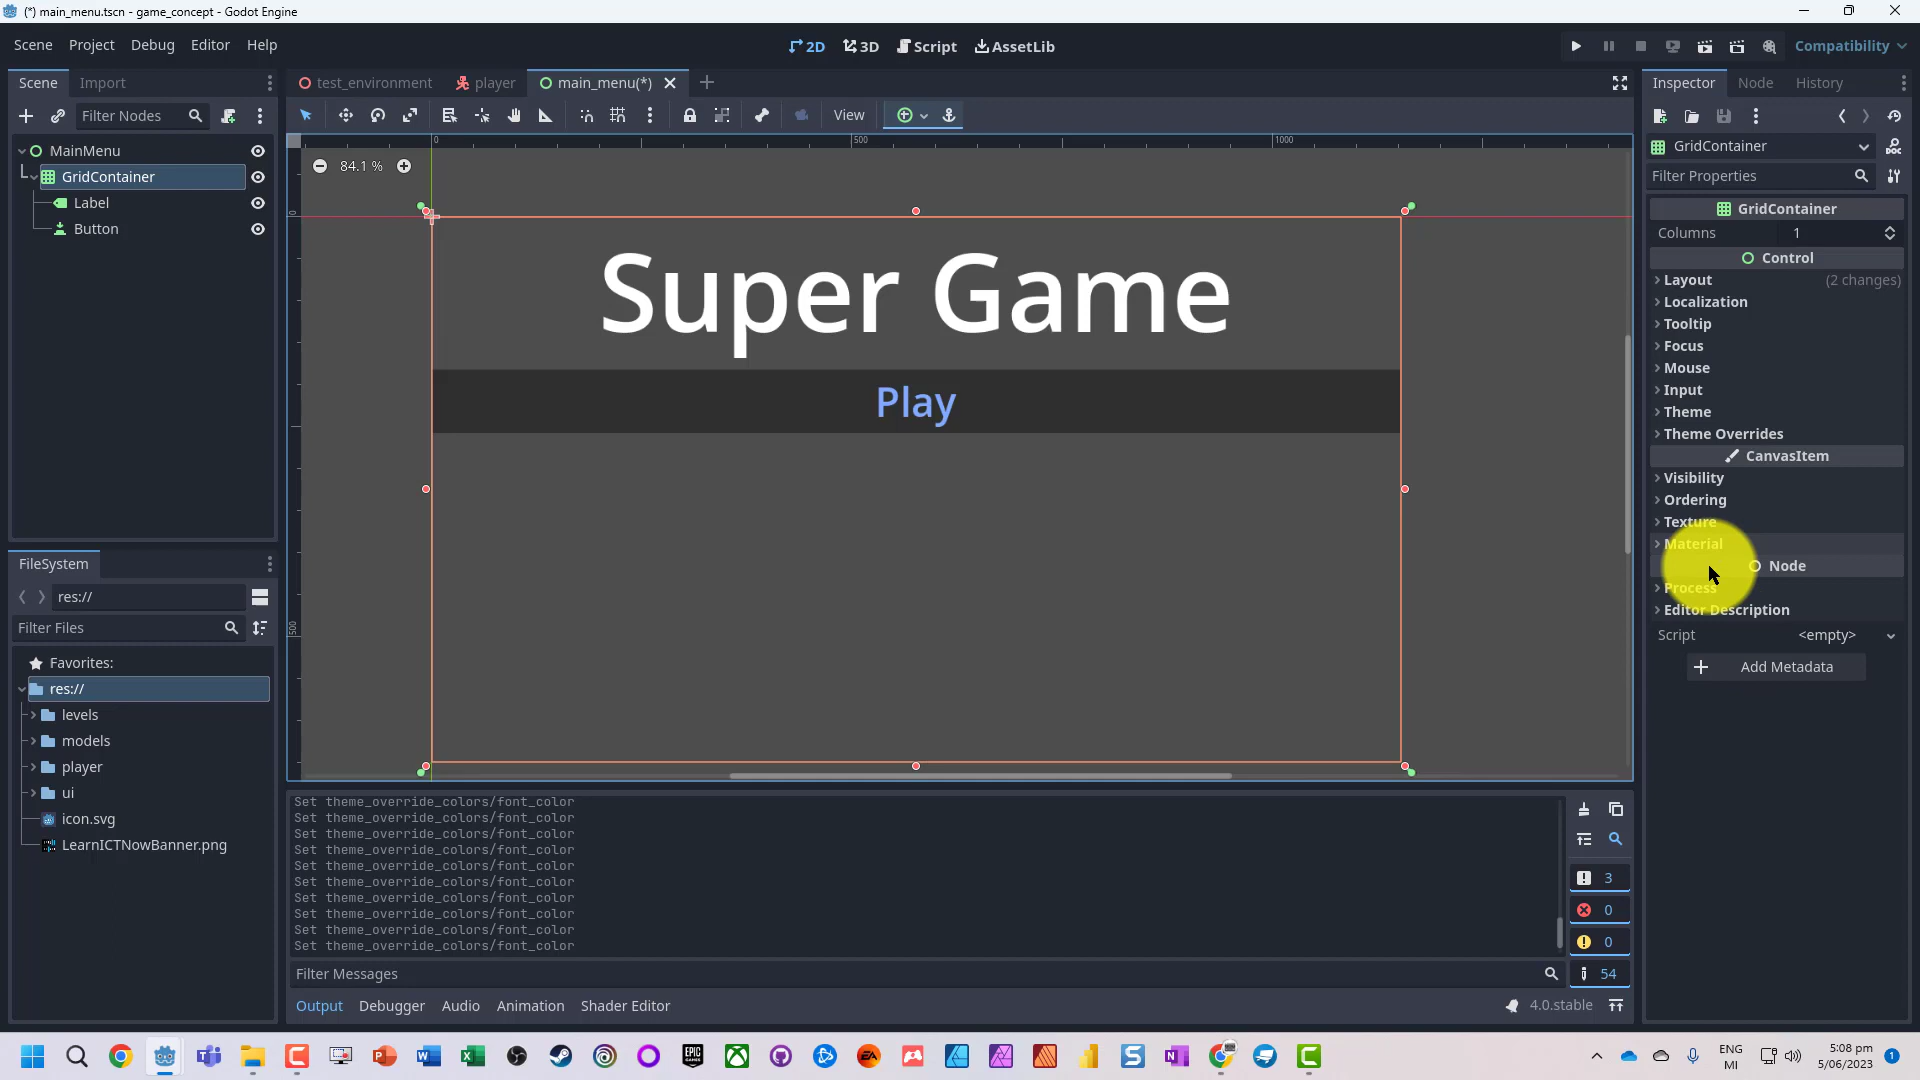 (*) main_menu.tscn - game_concept - Godot Engine
Scene Project Debug Editor Help
2D 3D Script AssetLib
Compatibility
Scene Import
test_environment player main_menu(*)
Inspector Node History
Filter Nodes
View
MainMenu
GridContainer
Label
Button
84.1 %
0 500 1000
0
500
Super Game
Play
GridContainer
Filter Properties
GridContainer
Columns 1
Control
Layout (2 changes)
Localization
Tooltip
Focus
Mouse
Input
Theme
Theme Overrides
CanvasItem
Visibility
Ordering
Texture
Material
Node
Process
Editor Description
Script <empty>
Add Metadata
FileSystem
res://
Filter Files
Favorites:
res://
levels
models
player
ui
icon.svg
LearnICTNowBanner.png
Set theme_override_colors/font_color
Set theme_override_colors/font_color
Set theme_override_colors/font_color
Set theme_override_colors/font_color
Set theme_override_colors/font_color
Set theme_override_colors/font_color
Set theme_override_colors/font_color
Set theme_override_colors/font_color
Set theme_override_colors/font_color
Set theme_override_colors/font_color
3
0
0
54
Filter Messages
Output Debugger Audio Animation Shader Editor
4.0.stable
ENG
MI
5:08 pm
5/06/2023
1